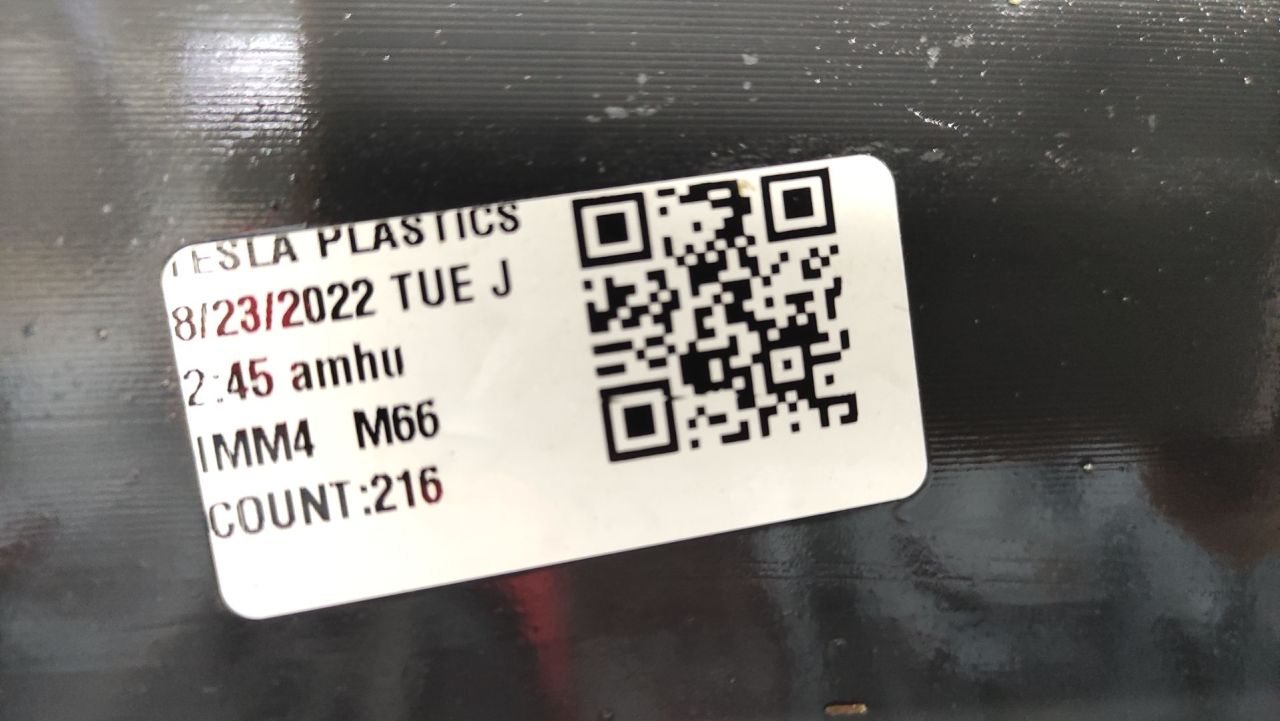 TESLA PLASTICS
8/23/2022 TUE J
2:45 amhu
IMM4 M66
COUNT:216